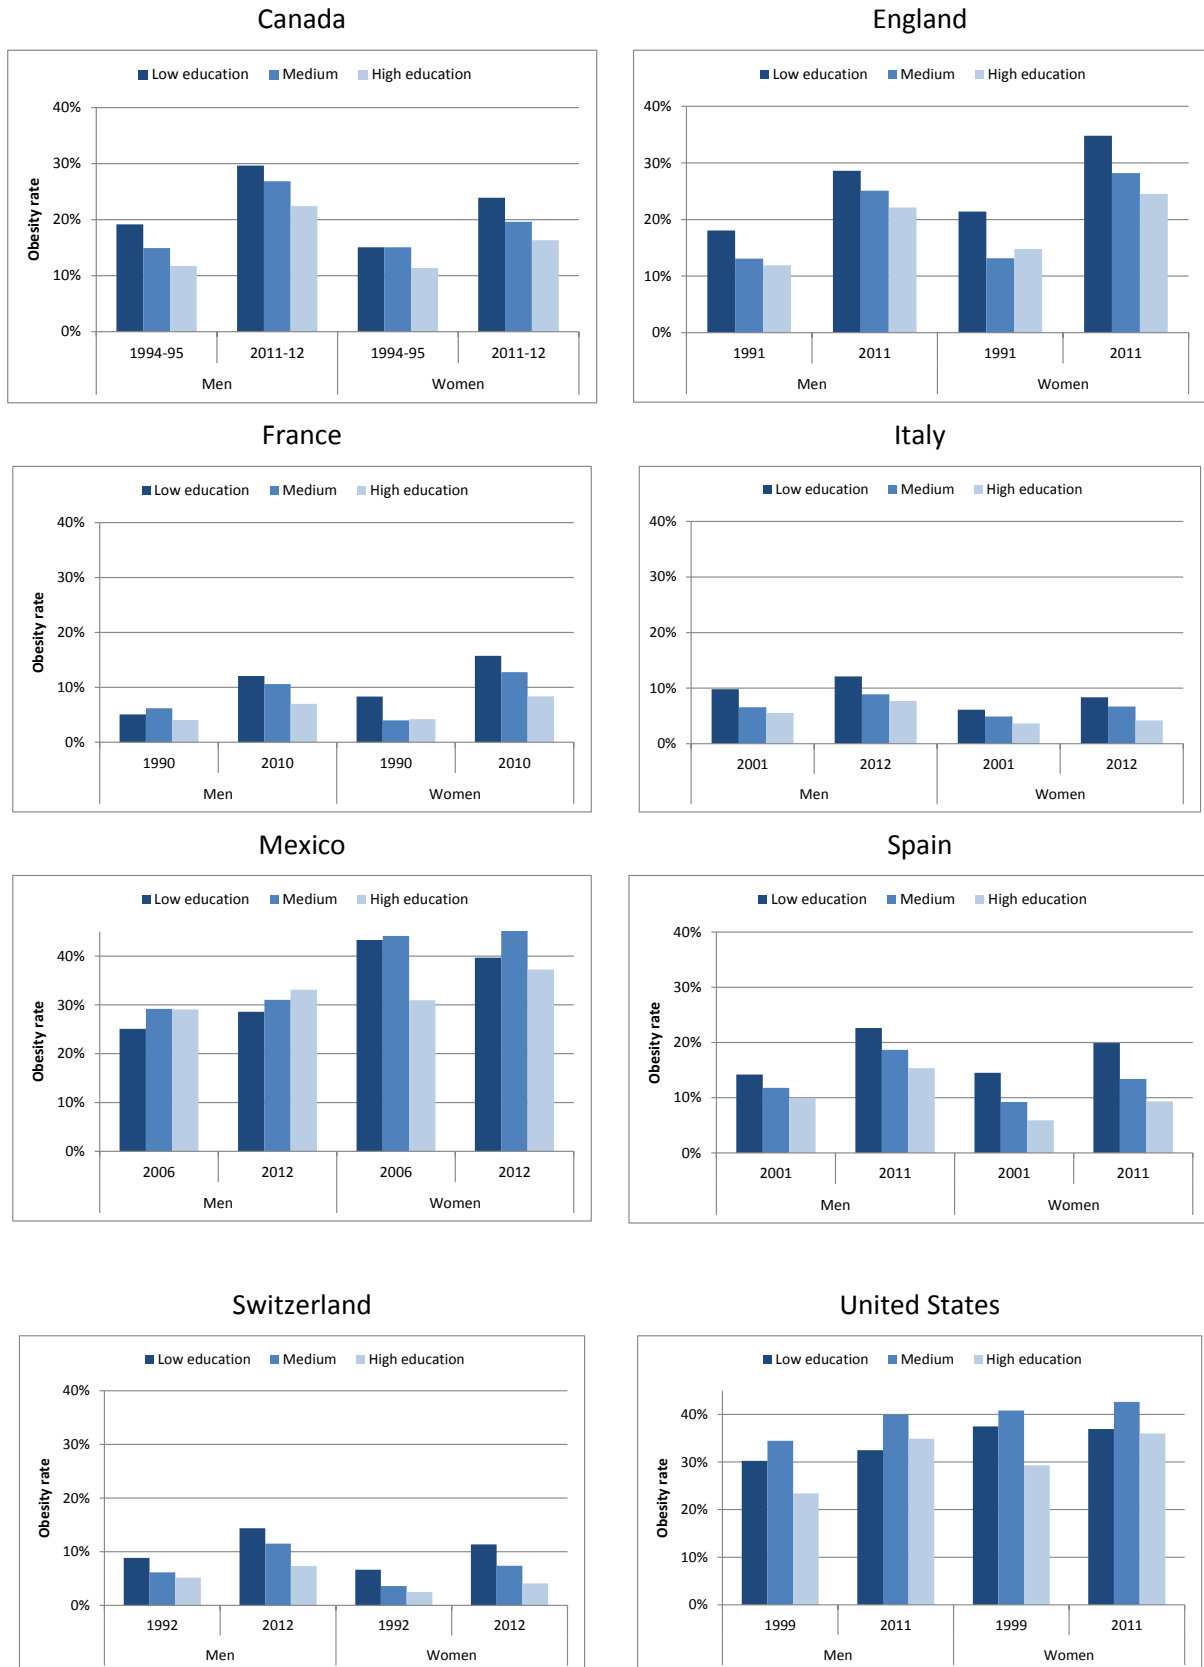 Canada
Low education Medium High education
Obesity rate
40%
30%
20%
10%
0%
1994-95 2011-12 1994-95 2011-12
Men Women
England
Low education Medium High education
40%
30%
20%
10%
0%
1991 2011 1991 2011
Men Women
France
Low education Medium High education
Obesity rate
40%
30%
20%
10%
0%
1990 2010 1990 2010
Men Women
Italy
Low education Medium High education
40%
30%
20%
10%
0%
2001 2012 2001 2012
Men Women
Mexico
Low education Medium High education
Obesity rate
40%
30%
20%
10%
0%
2006 2012 2006 2012
Men Women
Spain
Low education Medium High education
Obesity rate
40%
30%
20%
10%
0%
2001 2011 2001 2011
Men Women
Switzerland
Low education Medium High education
Obesity rate
40%
30%
20%
10%
0%
1992 2012 1992 2012
Men Women
United States
Low education Medium High education
Obesity rate
40%
30%
20%
10%
0%
1999 2011 1999 2011
Men Women